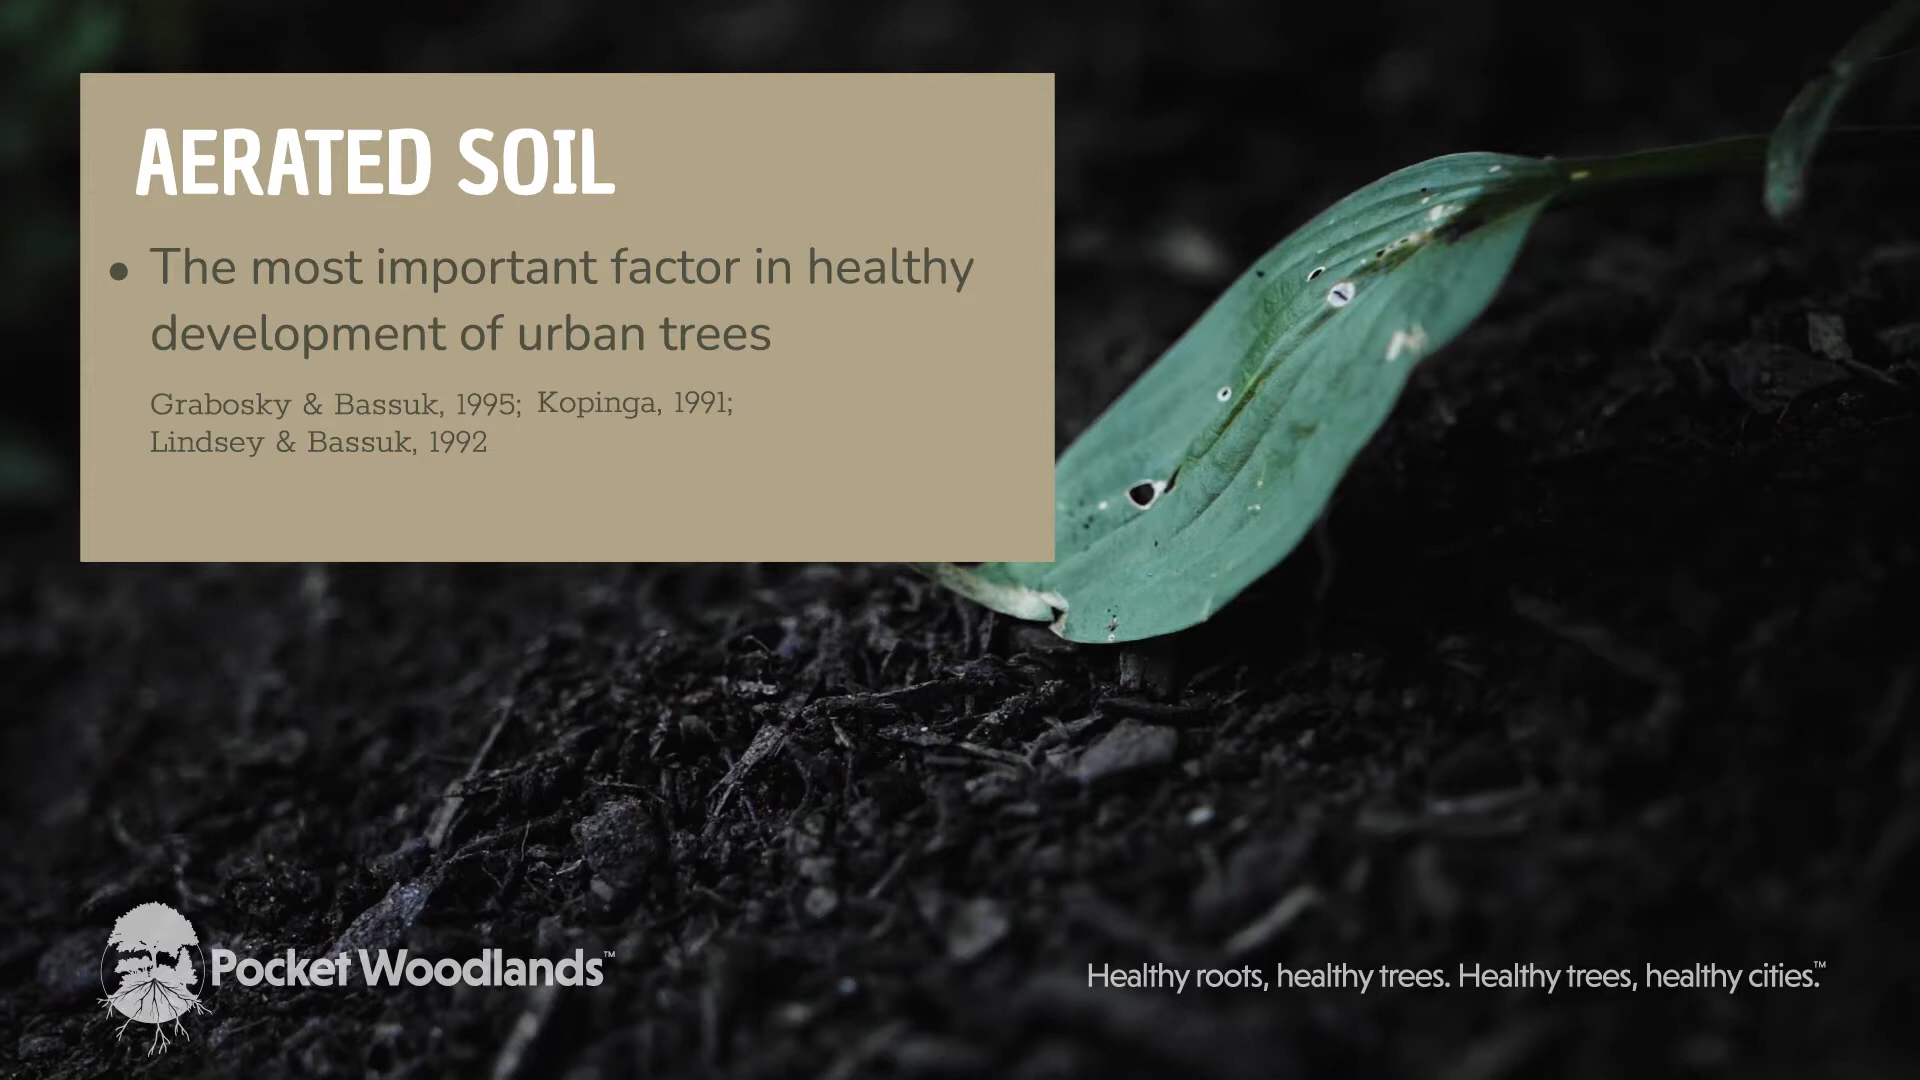 AERATED SOIL
• The most important factor in healthy
development of urban trees
Grabosky & Bassuk, 1995; Kopinga, 1991;
Lindsey & Bassuk, 1992
Pocket Woodlands™
Healthy roots, healthy trees. Healthy trees, healthy cities.™